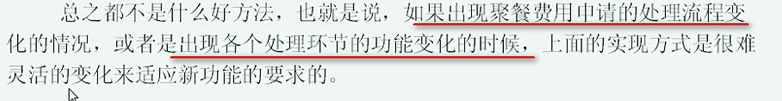 总之都不是什么好方法，也就是说，如果出现聚餐费用申请的处理流程变
化的情况，或者是出现各个处理环节的功能变化的时候，上面的实现方式是很难
灵活的变化来适应新功能的要求的。